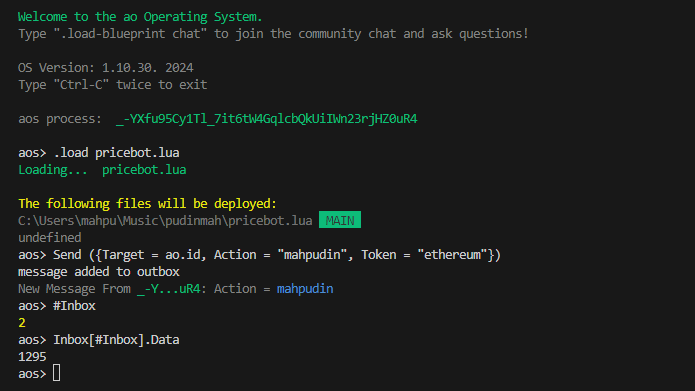 Welcome to the ao Operating System.
Type ".load-blueprint chat" to join the community chat and ask questions!
OS Version: 1.10.30. 2024
Type "Ctrl-C" twice to exit
aos process:  _-YXfu95Cy1Tl_7it6tW4GqlcbQkUiIWn23rjHZ0uR4
aos> .load pricebot.lua
Loading...  pricebot.lua
The following files will be deployed:
C:\Users\mahpu\Music\pudinmah\pricebot.lua  MAIN
undefined
aos> Send ({Target = ao.id, Action = "mahpudin", Token = "ethereum"})
message added to outbox
New Message From _-Y...uR4: Action = mahpudin
aos> #Inbox
2
aos> Inbox[#Inbox].Data
1295
aos>